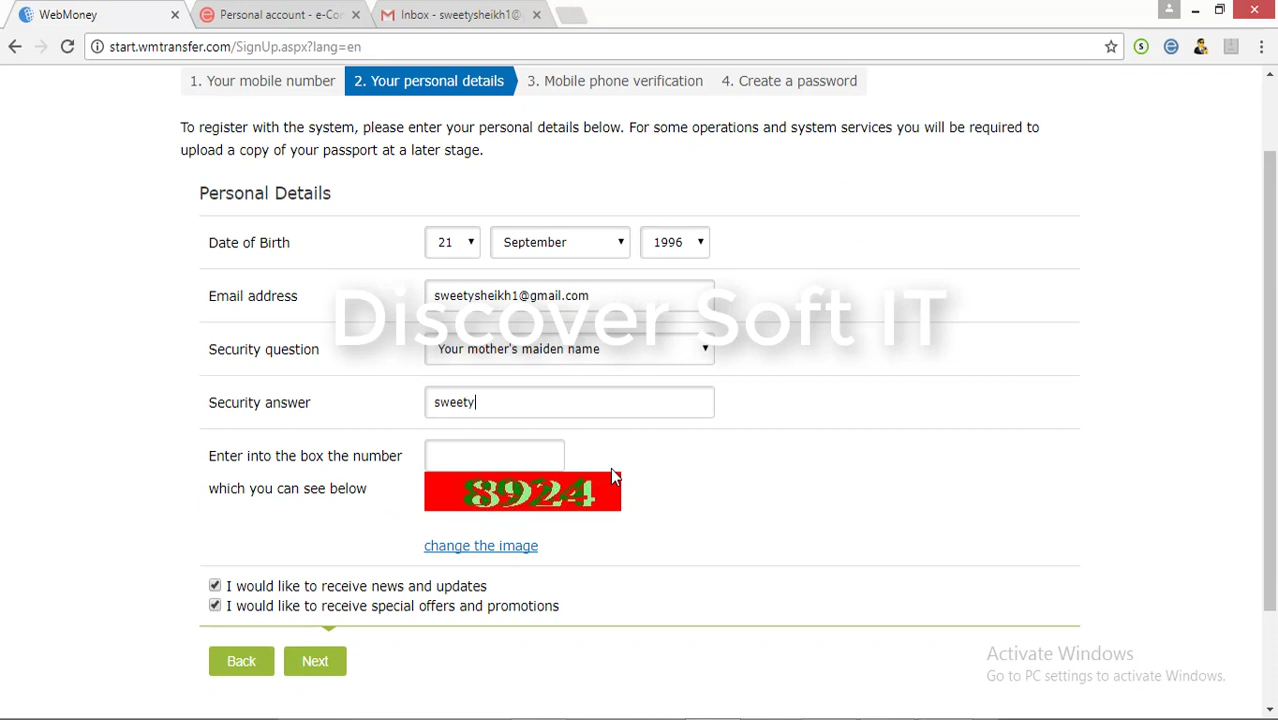 WebMoney
Personal account - e-Cor
Inbox - sweetysheikh1@
start.wmtransfer.com/SignUp.aspx?lang=en
1. Your mobile number
2. Your personal details
3. Mobile phone verification
4. Create a password
To register with the system, please enter your personal details below. For some operations and system services you will be required to
upload a copy of your passport at a later stage.
Personal Details
Date of Birth
21
September
1996
Email address
sweetysheikh1@gmail.com
Discover Soft IT
Security question
Your mother's maiden name
Security answer
sweety
Enter into the box the number
which you can see below
8924
change the image
I would like to receive news and updates
I would like to receive special offers and promotions
Back
Next
Activate Windows
Go to PC settings to activate Windows.